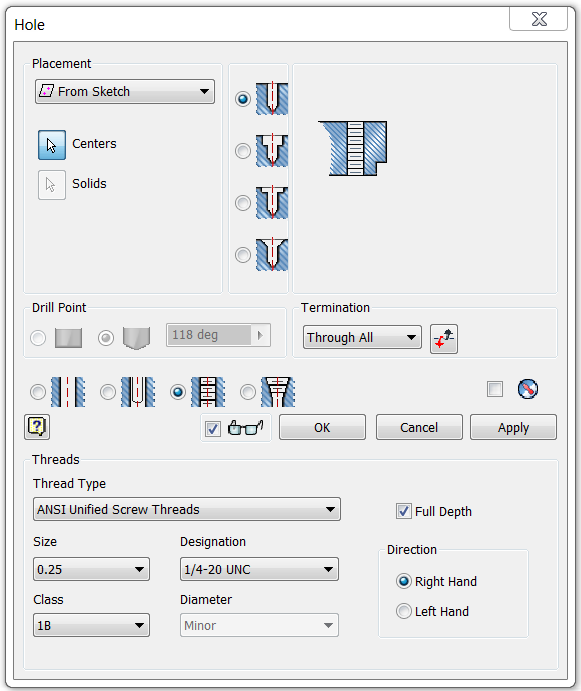 Hole
Placement
From Sketch
Centers
Solids
Drill Point
118 deg
Termination
Through All
?
OK
Cancel
Apply
Threads
Thread Type
ANSI Unified Screw Threads
Full Depth
Size
Designation
0.25
1/4-20 UNC
Direction
Right Hand
Left Hand
Class
Diameter
1B
Minor